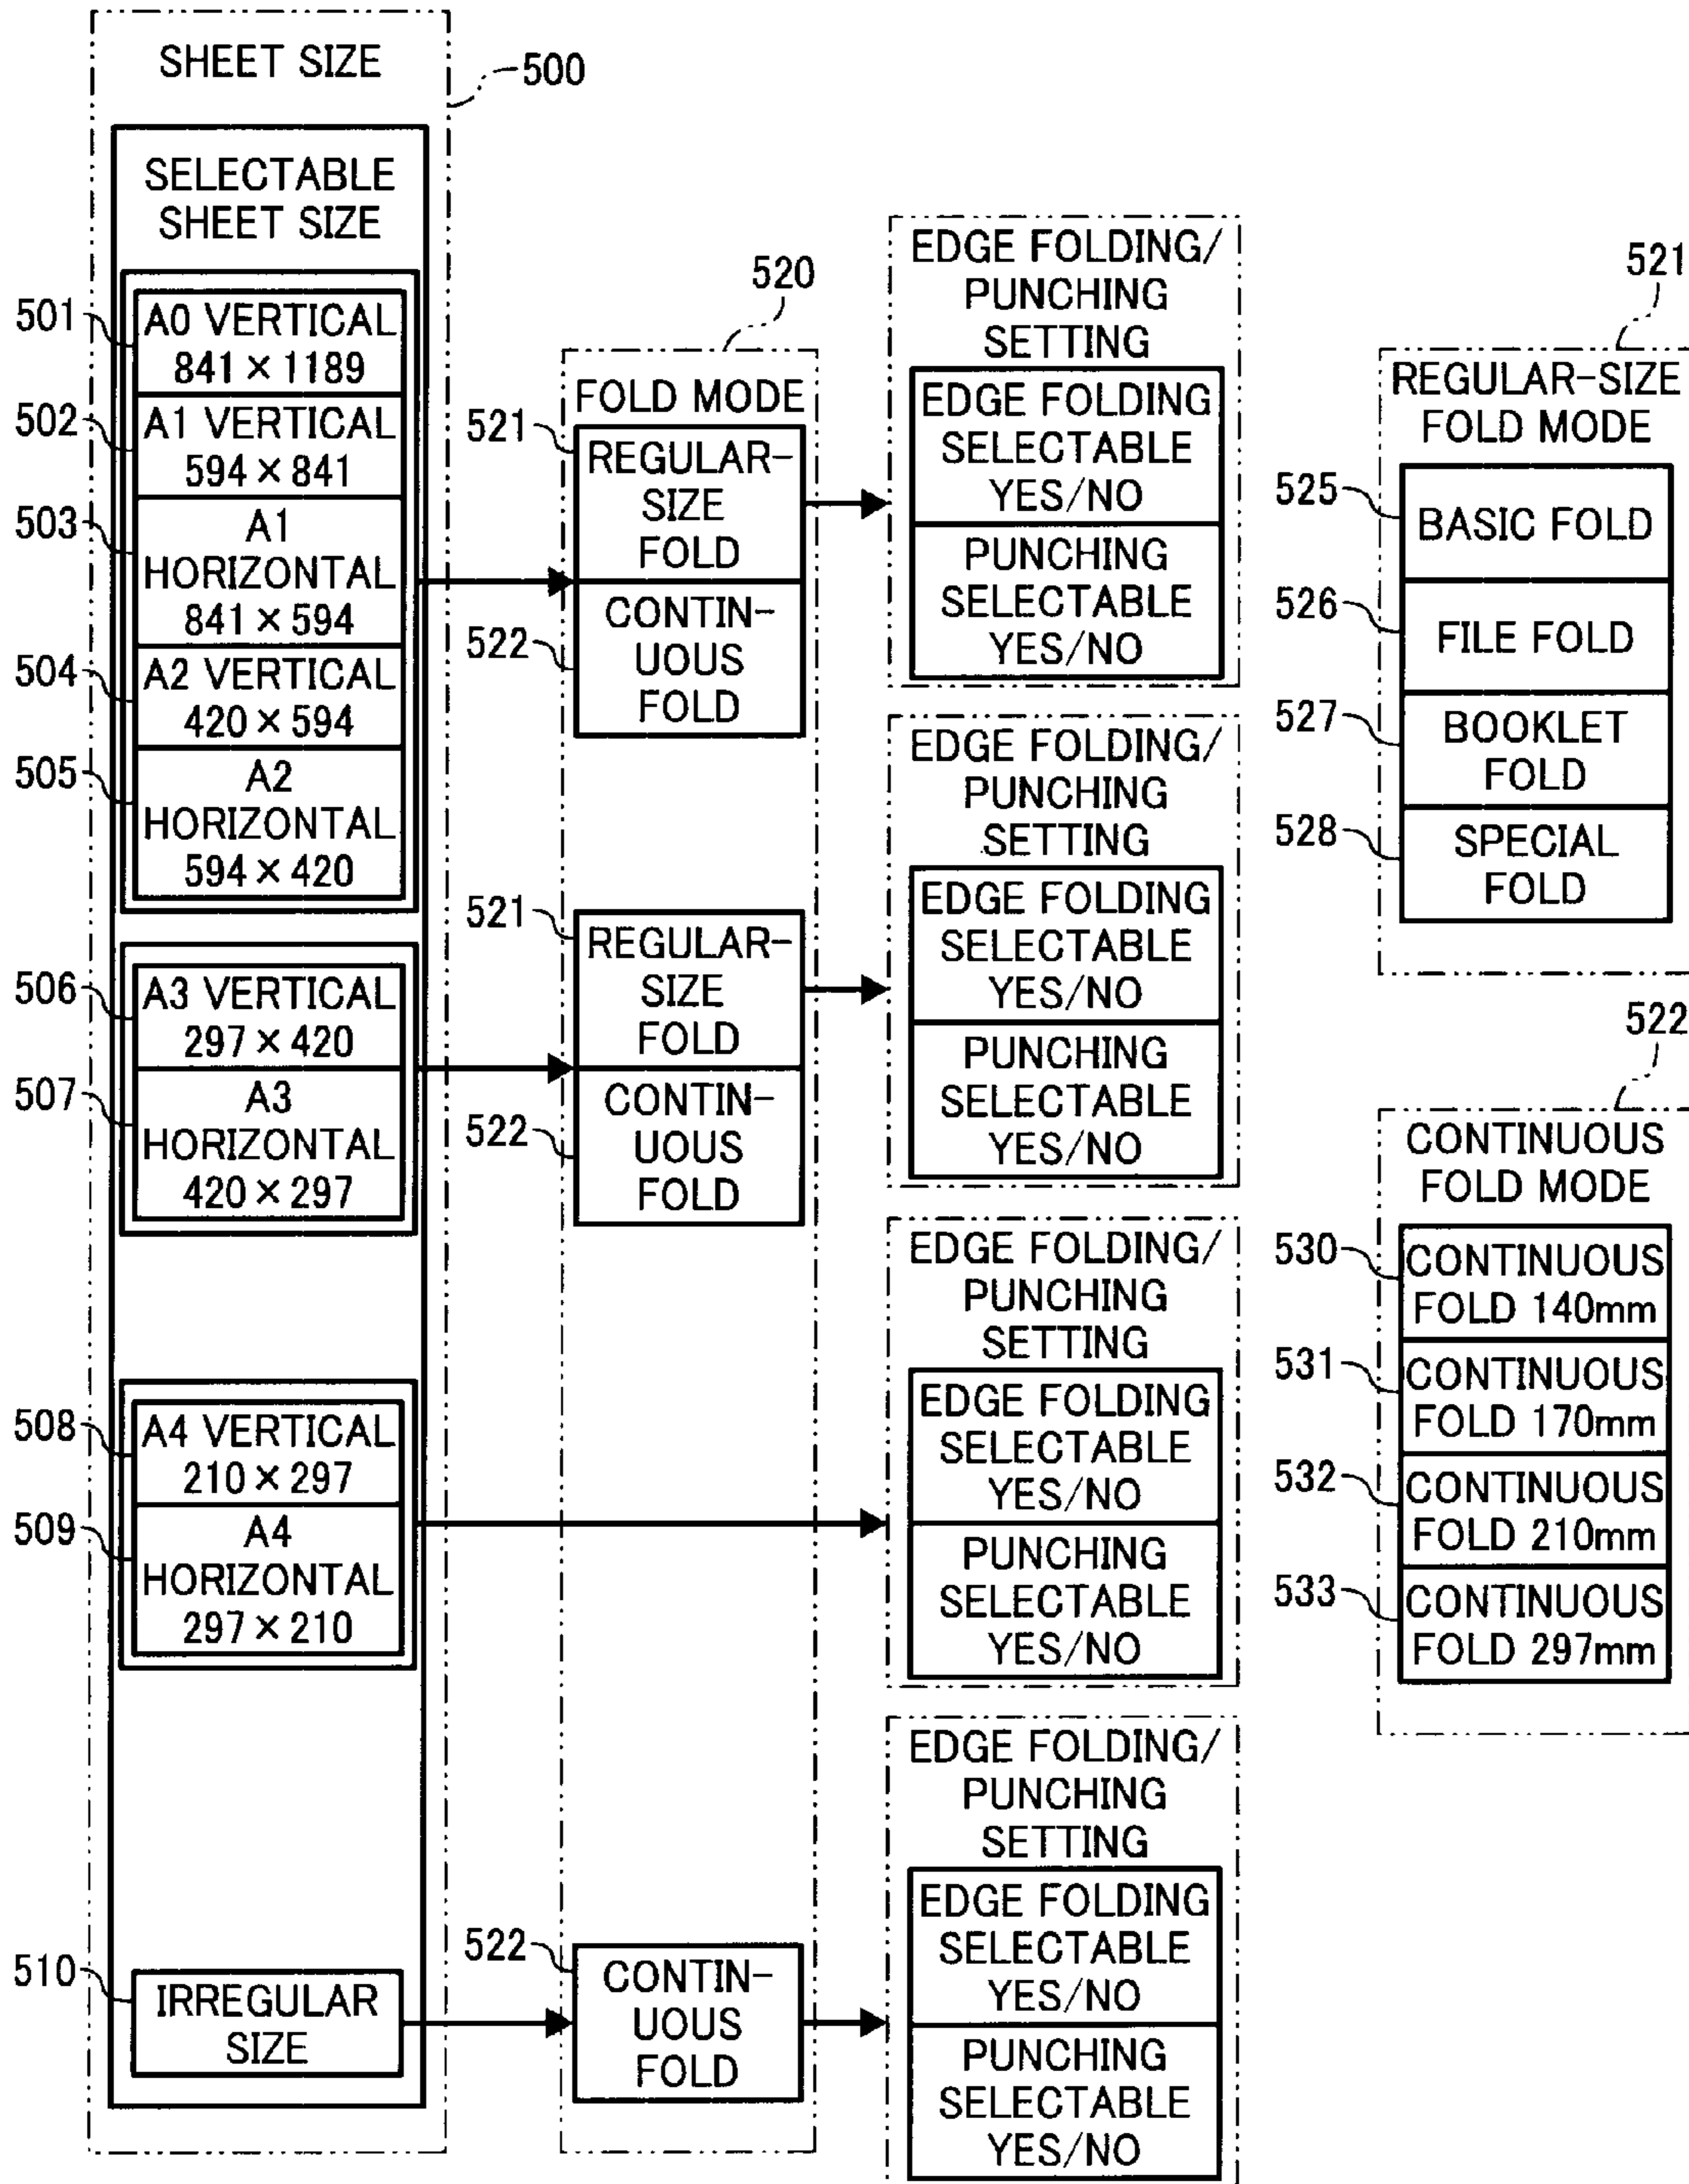 SHEET SIZE
500
SELECTABLE
SHEET SIZE
501
A0 VERTICAL
841 × 1189
502
A1 VERTICAL
594 × 841
503
A1
HORIZONTAL
841 × 594
504
A2 VERTICAL
420 × 594
505
A2
HORIZONTAL
594 × 420
506
A3 VERTICAL
297 × 420
507
A3
HORIZONTAL
420 × 297
508
A4 VERTICAL
210 × 297
509
A4
HORIZONTAL
297 × 210
510
IRREGULAR
SIZE
520
FOLD MODE
521
REGULAR-
SIZE
FOLD
522
CONTIN-
UOUS
FOLD
521
REGULAR-
SIZE
FOLD
522
CONTIN-
UOUS
FOLD
522
CONTIN-
UOUS
FOLD
EDGE FOLDING/
PUNCHING
SETTING
EDGE FOLDING
SELECTABLE
YES/NO
PUNCHING
SELECTABLE
YES/NO
EDGE FOLDING/
PUNCHING
SETTING
EDGE FOLDING
SELECTABLE
YES/NO
PUNCHING
SELECTABLE
YES/NO
EDGE FOLDING/
PUNCHING
SETTING
EDGE FOLDING
SELECTABLE
YES/NO
PUNCHING
SELECTABLE
YES/NO
EDGE FOLDING/
PUNCHING
SETTING
EDGE FOLDING
SELECTABLE
YES/NO
PUNCHING
SELECTABLE
YES/NO
521
REGULAR-SIZE
FOLD MODE
525
BASIC FOLD
526
FILE FOLD
527
BOOKLET
FOLD
528
SPECIAL
FOLD
522
CONTINUOUS
FOLD MODE
530
CONTINUOUS
FOLD 140mm
531
CONTINUOUS
FOLD 170mm
532
CONTINUOUS
FOLD 210mm
533
CONTINUOUS
FOLD 297mm